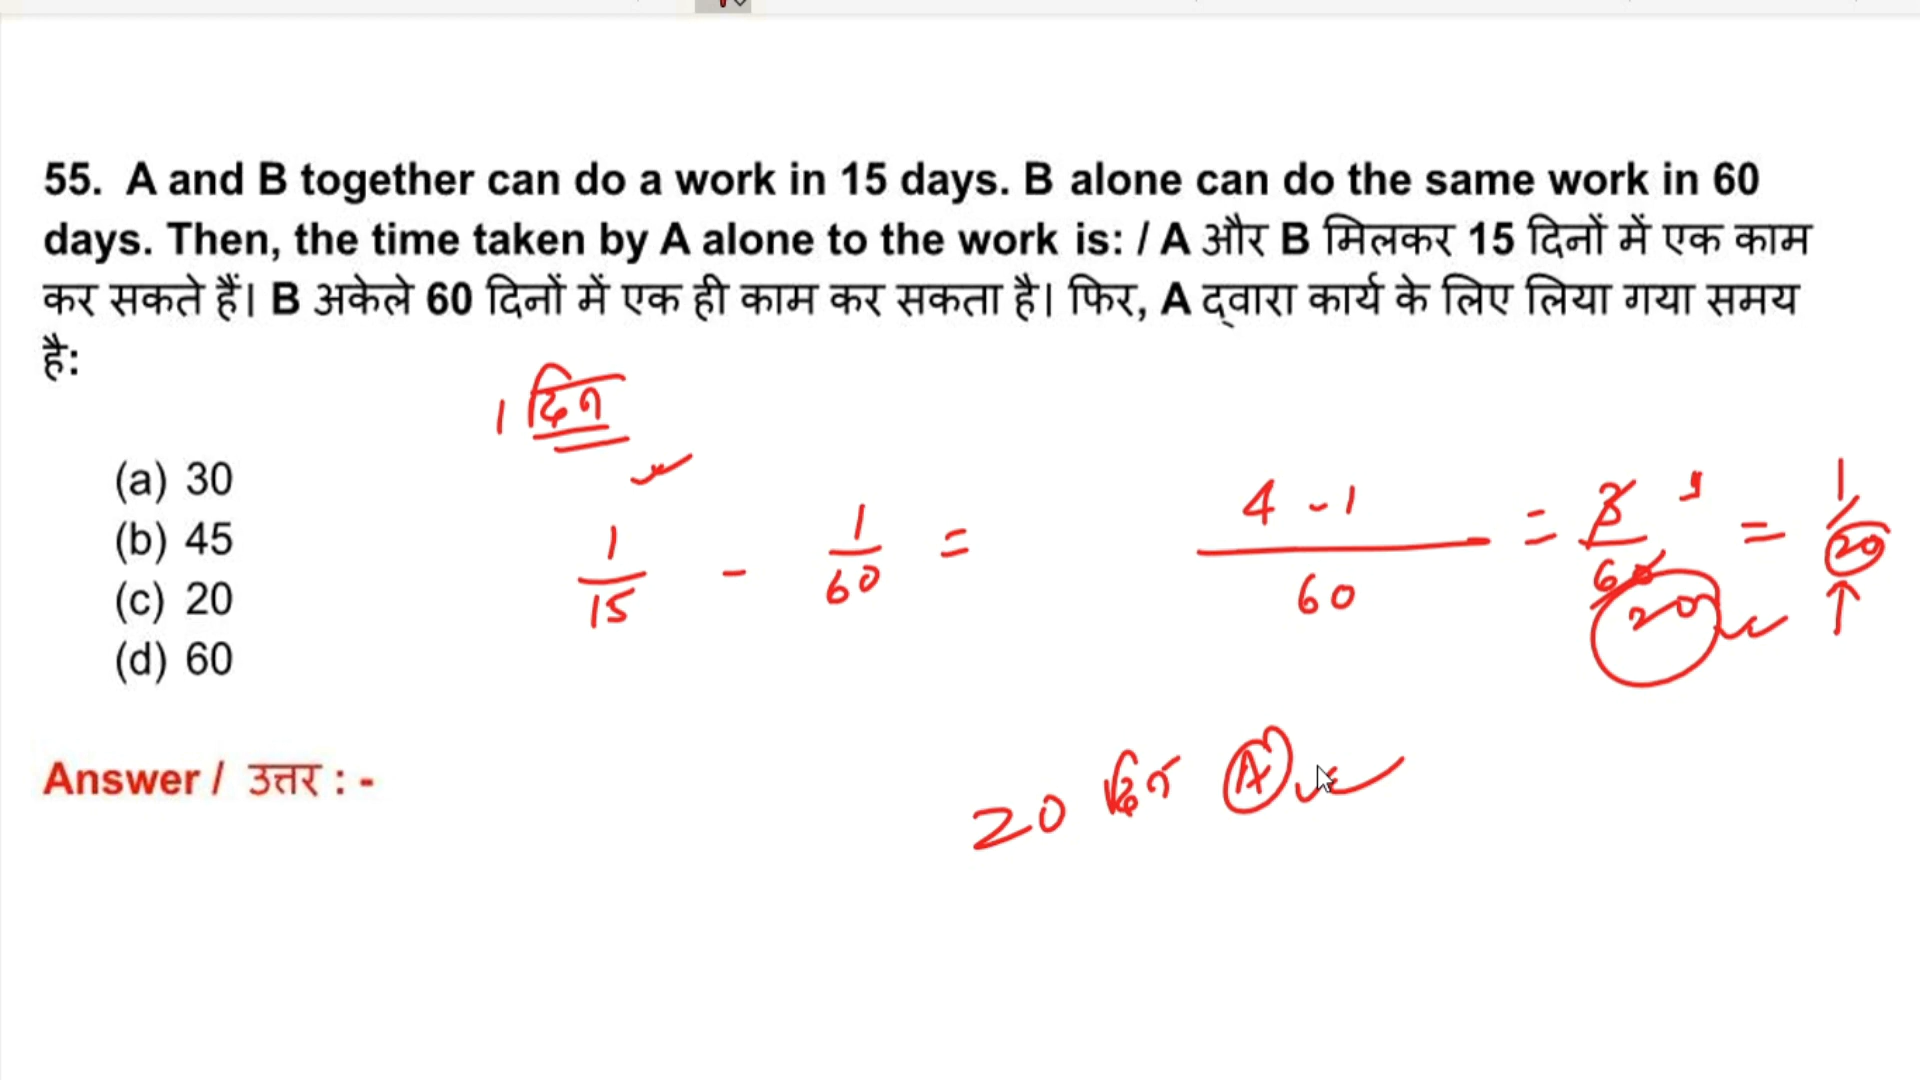 55. A and B together can do a work in 15 days. B alone can do the same work in 60
days. Then, the time taken by A alone to the work is: / A और B मिलकर 15 दिनों में एक काम
कर सकते हैं। B अकेले 60 दिनों में एक ही काम कर सकता है। फिर, A द्वारा कार्य के लिए लिया गया समय
है:
1 दिन
(a) 30
(b) 45
(c) 20
(d) 60
1/15 - 1/60 = 4-1/60 = 3/60 1 20 = 1/20
Answer / उत्तर : -
20 दिन A